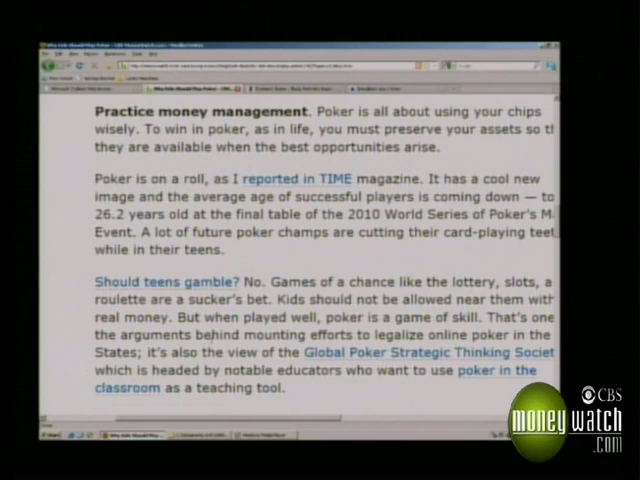 Practice money management. Poker is all about using your chips
wisely. To win in poker, as in life, you must preserve your assets so th
they are available when the best opportunities arise.
Poker is on a roll, as I reported in TIME magazine. It has a cool new
image and the average age of successful players is coming down — to
26.2 years old at the final table of the 2010 World Series of Poker's M
Event. A lot of future poker champs are cutting their card-playing teet
while in their teens.
Should teens gamble? No. Games of a chance like the lottery, slots, a
roulette are a sucker's bet. Kids should not be allowed near them with
real money. But when played well, poker is a game of skill. That's one
the arguments behind mounting efforts to legalize online poker in the
States; it's also the view of the Global Poker Strategic Thinking Societ
which is headed by notable educators who want to use poker in the
classroom as a teaching tool.
CBS
moneywatch
.com